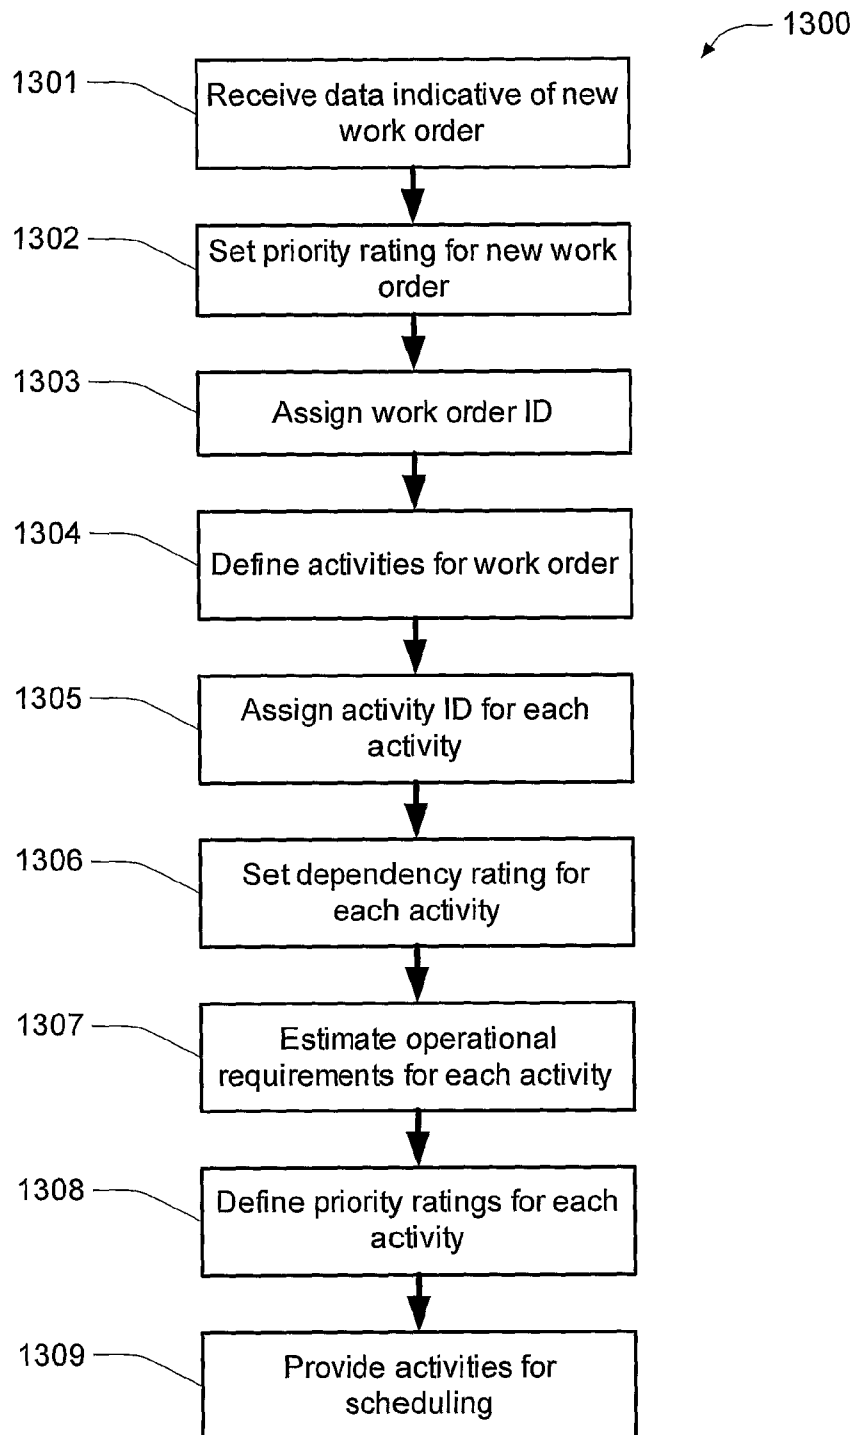 1300
1301
Receive data indicative of new
work order
1302
Set priority rating for new work
order
1303
Assign work order ID
1304
Define activities for work order
1305
Assign activity ID for each
activity
1306
Set dependency rating for
each activity
1307
Estimate operational
requirements for each activity
1308
Define priority ratings for each
activity
1309
Provide activities for
scheduling